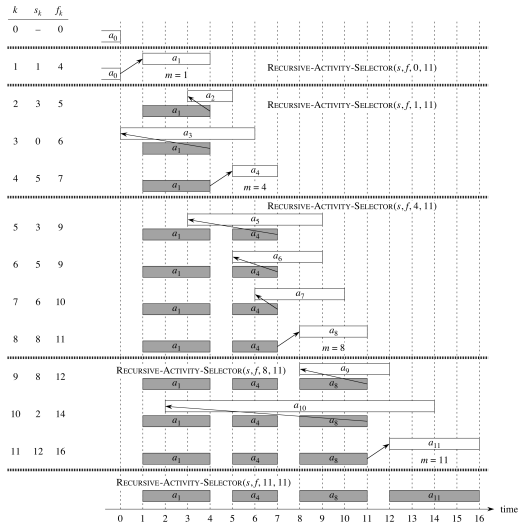 k s_k f_k
0 – 0 a_0
1 1 4 a_0 a_1 m = 1 RECURSIVE-ACTIVITY-SELECTOR(s, f, 0, 11)
2 3 5 a_2 RECURSIVE-ACTIVITY-SELECTOR(s, f, 1, 11)
a_1
3 0 6 a_3
a_1
4 5 7 a_4
a_1 m = 4
RECURSIVE-ACTIVITY-SELECTOR(s, f, 4, 11)
5 3 9 a_5
a_1 a_4
6 5 9 a_6
a_1 a_4
7 6 10 a_7
a_1 a_4
8 8 11 a_8
a_1 a_4 m = 8
9 8 12 RECURSIVE-ACTIVITY-SELECTOR(s, f, 8, 11) a_9
a_1 a_4 a_8
10 2 14 a_10
a_1 a_4 a_8
11 12 16 a_11
a_1 a_4 a_8 m = 11
RECURSIVE-ACTIVITY-SELECTOR(s, f, 11, 11)
a_1 a_4 a_8 a_11
time
0 1 2 3 4 5 6 7 8 9 10 11 12 13 14 15 16